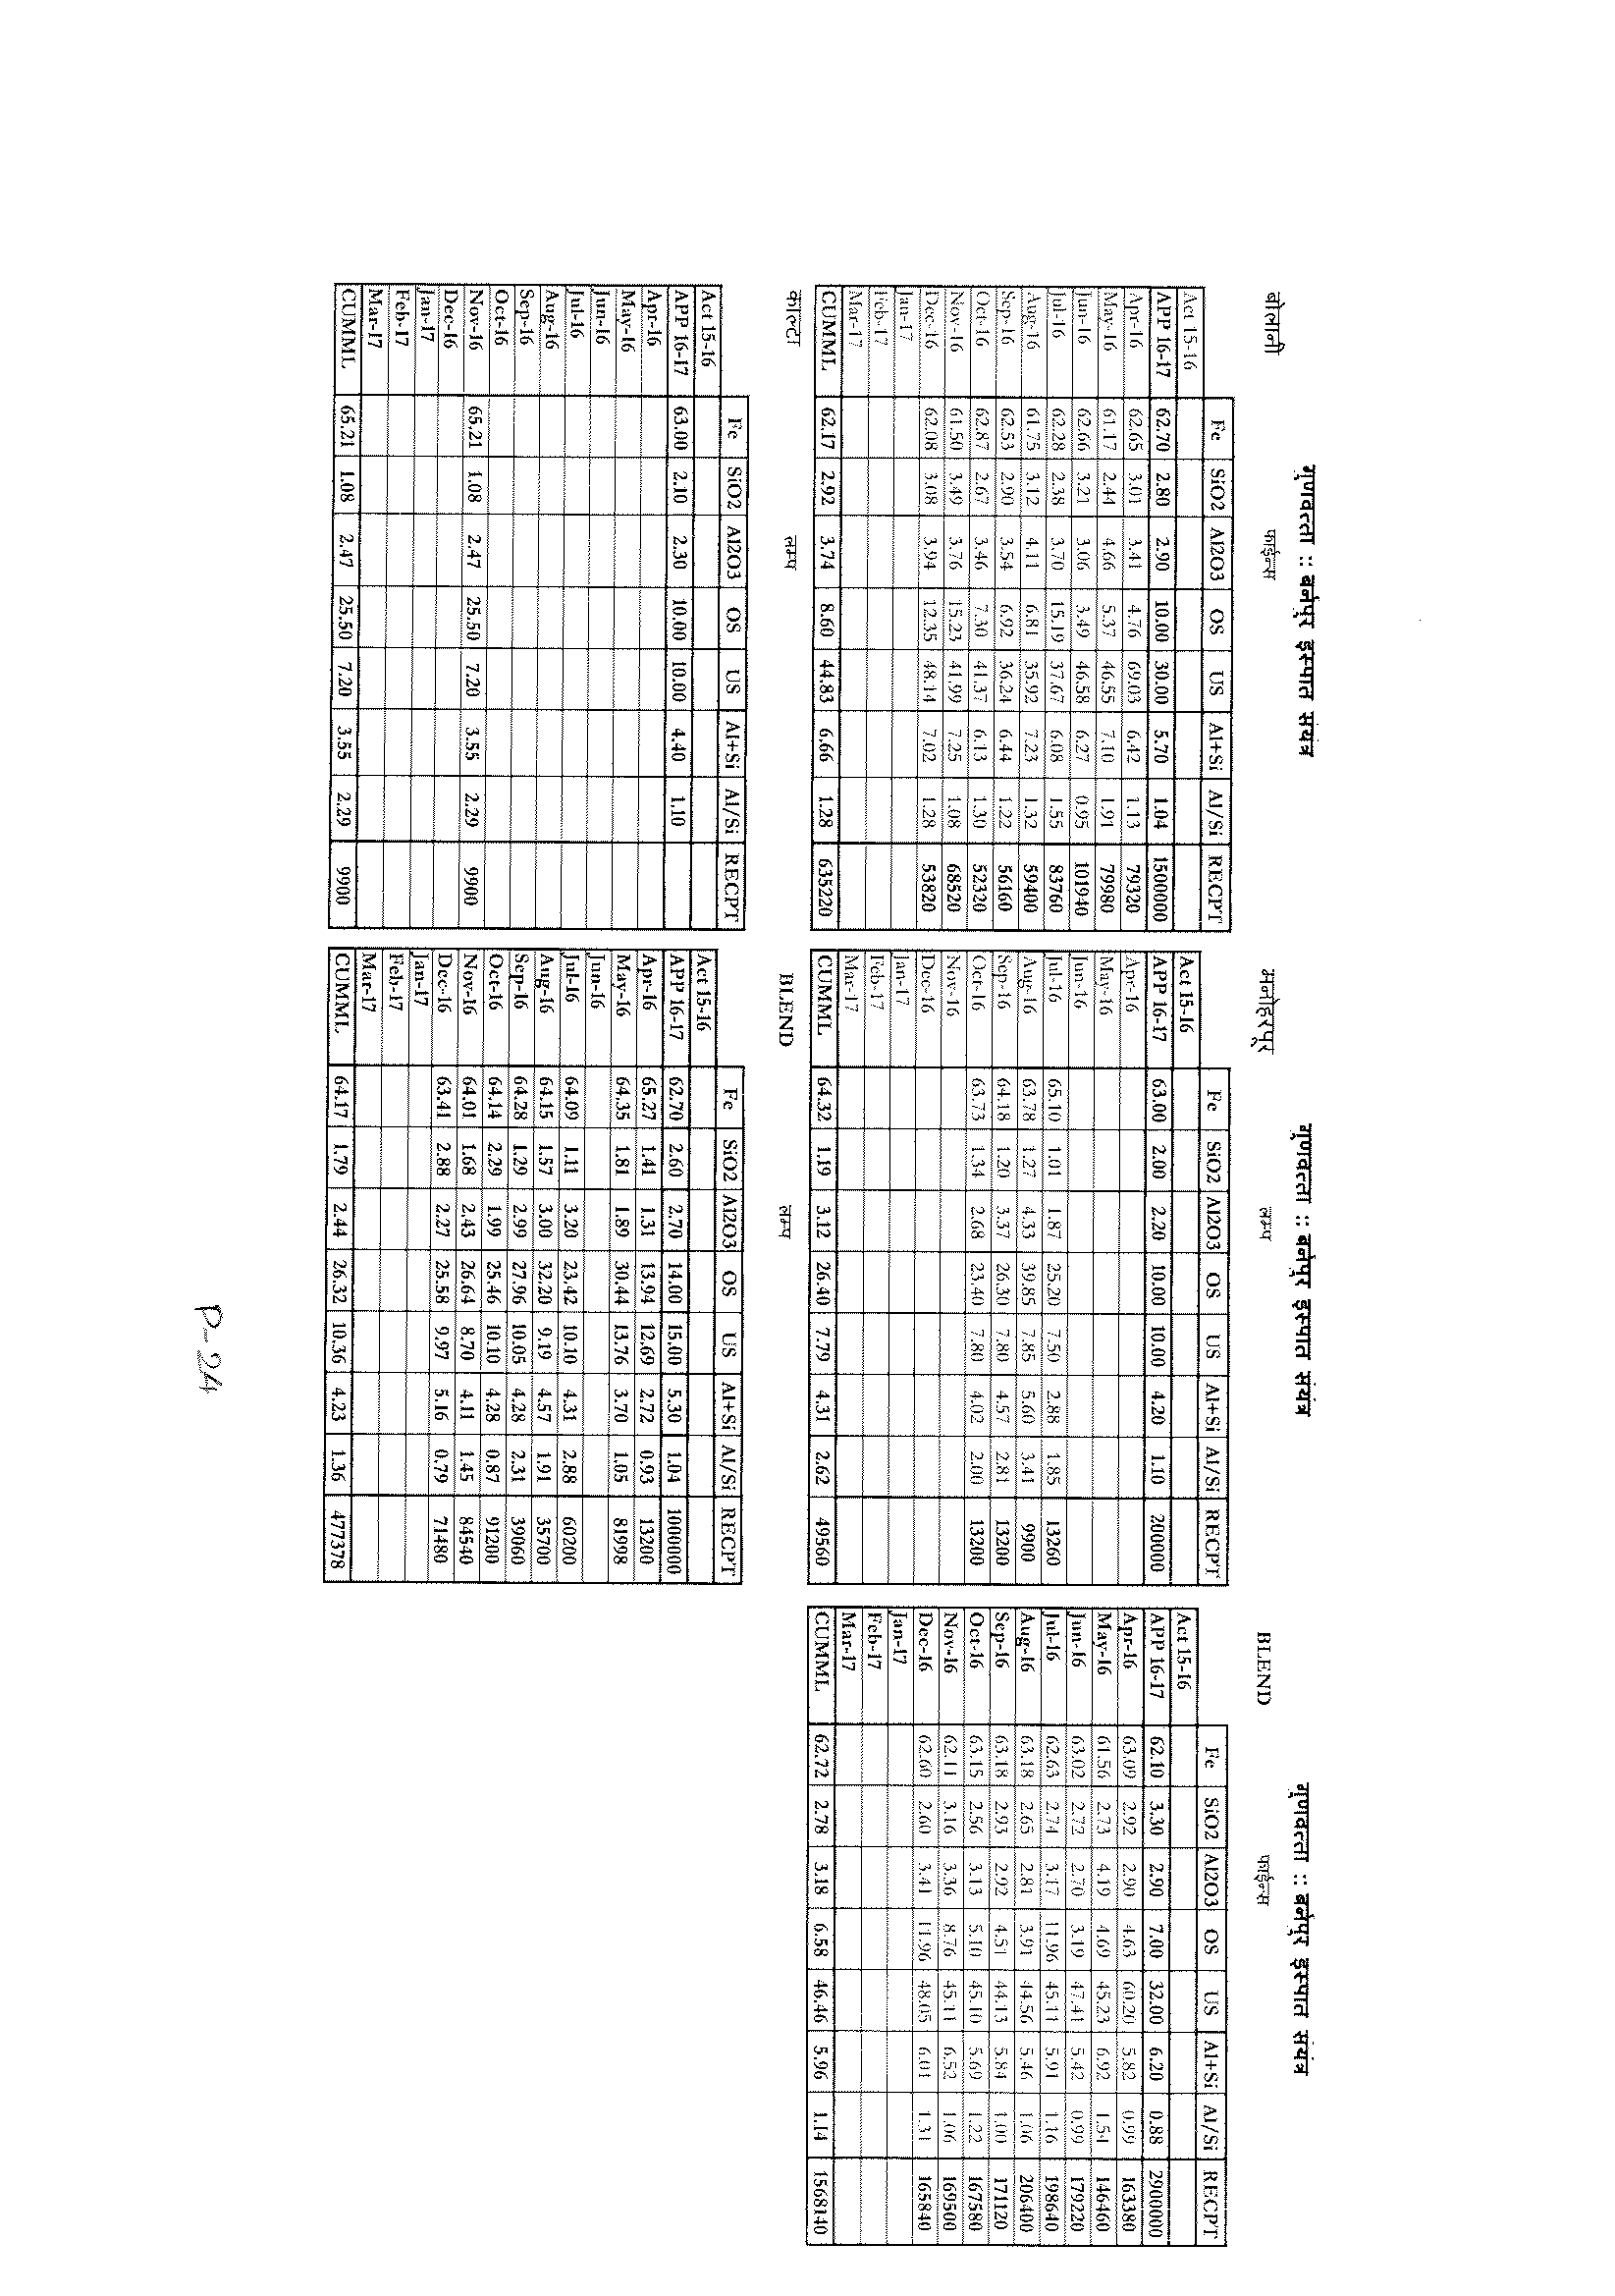 गुणवत्ता :: बर्नपुर इस्पात संयंत्र
बोलानी फाईन्स
Fe SiO2 Al2O3 OS US Al+Si Al/Si RECPT
Act 15-16
APP 16-17 62.70 2.80 2.90 10.00 30.00 5.70 1.04 1500000
Apr-16 62.65 3.01 3.41 4.76 69.03 6.42 1.13 79320
May-16 61.17 2.44 4.66 5.37 46.55 7.10 1.91 79980
Jun-16 62.66 3.21 3.06 3.49 46.58 6.27 0.95 101940
Jul-16 62.28 2.38 3.70 15.19 37.67 6.08 1.55 83760
Aug-16 61.75 3.12 4.11 6.81 35.92 7.23 1.32 59400
Sep-16 62.53 2.90 3.54 6.92 36.24 6.44 1.22 56160
Oct-16 62.87 2.67 3.46 7.30 41.37 6.13 1.30 52320
Nov-16 61.50 3.49 3.76 15.23 41.99 7.25 1.08 68520
Dec-16 62.08 3.08 3.94 12.35 48.14 7.02 1.28 53820
Jan-17
Feb-17
Mar-17
CUMML 62.17 2.92 3.74 8.60 44.83 6.66 1.28 635220
गुणवत्ता :: बर्नपुर इस्पात संयंत्र
मनोहरपुर लम्प
Fe SiO2 Al2O3 OS US Al+Si Al/Si RECPT
Act 15-16
APP 16-17 63.00 2.00 2.20 10.00 10.00 4.20 1.10 200000
Apr-16
May-16
Jun-16
Jul-16 65.10 1.01 1.87 25.20 7.50 2.88 1.85 13260
Aug-16 63.78 1.27 4.33 39.85 7.85 5.60 3.41 9900
Sep-16 64.18 1.20 3.37 26.30 7.80 4.57 2.81 13200
Oct-16 63.73 1.34 2.68 23.40 7.80 4.02 2.00 13200
Nov-16
Dec-16
Jan-17
Feb-17
Mar-17
CUMML 64.32 1.19 3.12 26.40 7.79 4.31 2.62 49560
गुणवत्ता :: बर्नपुर इस्पात संयंत्र
BLEND फाईन्स
Fe SiO2 Al2O3 OS US Al+Si Al/Si RECPT
Act 15-16
APP 16-17 62.10 3.30 2.90 7.00 32.00 6.20 0.88 2900000
Apr-16 63.09 2.92 2.90 4.63 60.20 5.82 0.99 163380
May-16 61.56 2.73 4.19 4.69 45.23 6.92 1.54 146460
Jun-16 63.02 2.72 2.70 3.19 47.41 5.42 0.99 179220
Jul-16 62.63 2.74 3.17 11.96 45.11 5.91 1.16 198640
Aug-16 63.18 2.65 2.81 3.91 44.56 5.46 1.06 206400
Sep-16 63.18 2.93 2.92 4.51 44.13 5.84 1.00 171120
Oct-16 63.15 2.56 3.13 5.10 45.10 5.69 1.22 167580
Nov-16 62.11 3.16 3.36 8.76 45.11 6.52 1.06 169500
Dec-16 62.60 2.60 3.41 11.96 48.05 6.01 1.31 165840
Jan-17
Feb-17
Mar-17
CUMML 62.72 2.78 3.18 6.58 46.46 5.96 1.14 1568140
काल्टा लम्प
Fe SiO2 Al2O3 OS US Al+Si Al/Si RECPT
Act 15-16
APP 16-17 63.00 2.10 2.30 10.00 10.00 4.40 1.10
Apr-16
May-16
Jun-16
Jul-16
Aug-16
Sep-16
Oct-16
Nov-16 65.21 1.08 2.47 25.50 7.20 3.55 2.29 9900
Dec-16
Jan-17
Feb-17
Mar-17
CUMML 65.21 1.08 2.47 25.50 7.20 3.55 2.29 9900
BLEND लम्प
Fe SiO2 Al2O3 OS US Al+Si Al/Si RECPT
Act 15-16
APP 16-17 62.70 2.60 2.70 14.00 15.00 5.30 1.04 1000000
Apr-16 65.27 1.41 1.31 13.94 12.69 2.72 0.93 13200
May-16 64.35 1.81 1.89 30.44 13.76 3.70 1.05 81998
Jun-16
Jul-16 64.09 1.11 3.20 23.42 10.10 4.31 2.88 60200
Aug-16 64.15 1.57 3.00 32.20 9.19 4.57 1.91 35700
Sep-16 64.28 1.29 2.99 27.96 10.05 4.28 2.31 39060
Oct-16 64.14 2.29 1.99 25.46 10.10 4.28 0.87 91200
Nov-16 64.01 1.68 2.43 26.64 8.70 4.11 1.45 84540
Dec-16 63.41 2.88 2.27 25.58 9.97 5.16 0.79 71480
Jan-17
Feb-17
Mar-17
CUMML 64.17 1.79 2.44 26.32 10.36 4.23 1.36 477378
P-24